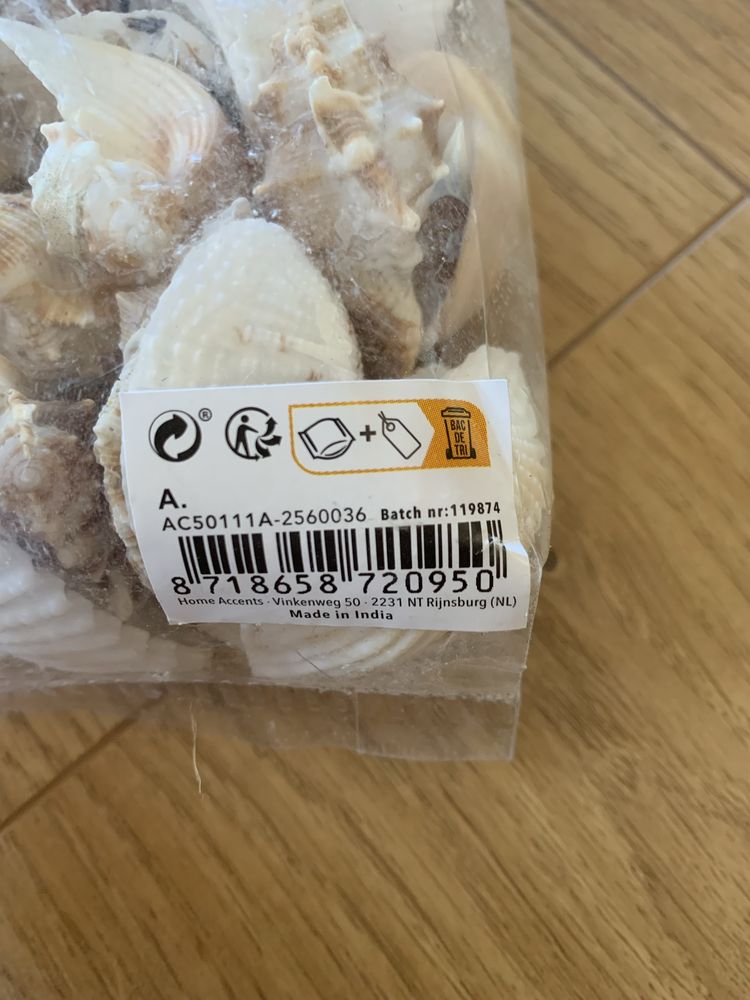 ®
+
BAC
DE
TRI
A.
AC50111A-2560036 Batch nr:119874
8 718658 720950
Home Accents · Vinkenweg 50 · 2231 NT Rijnsburg (NL)
Made in India